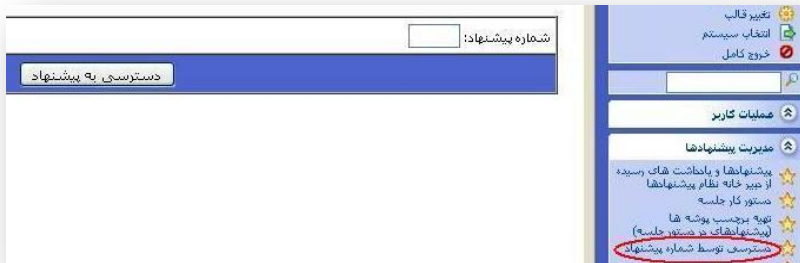 تغییر قالب
انتخاب سیستم
خروج کامل
عملیات کاربر
مدیریت پیشنهادها
پیشنهادها و یادداشت های رسیده
از دبیر خانه نظام پیشنهادها
دستور کار جلسه
تهیه برچسب پوشه ها
(پیشنهادهای در دستور جلسه)
دسترسی توسط شماره پیشنهاد
شماره پیشنهاد:
دسترسی به پیشنهاد